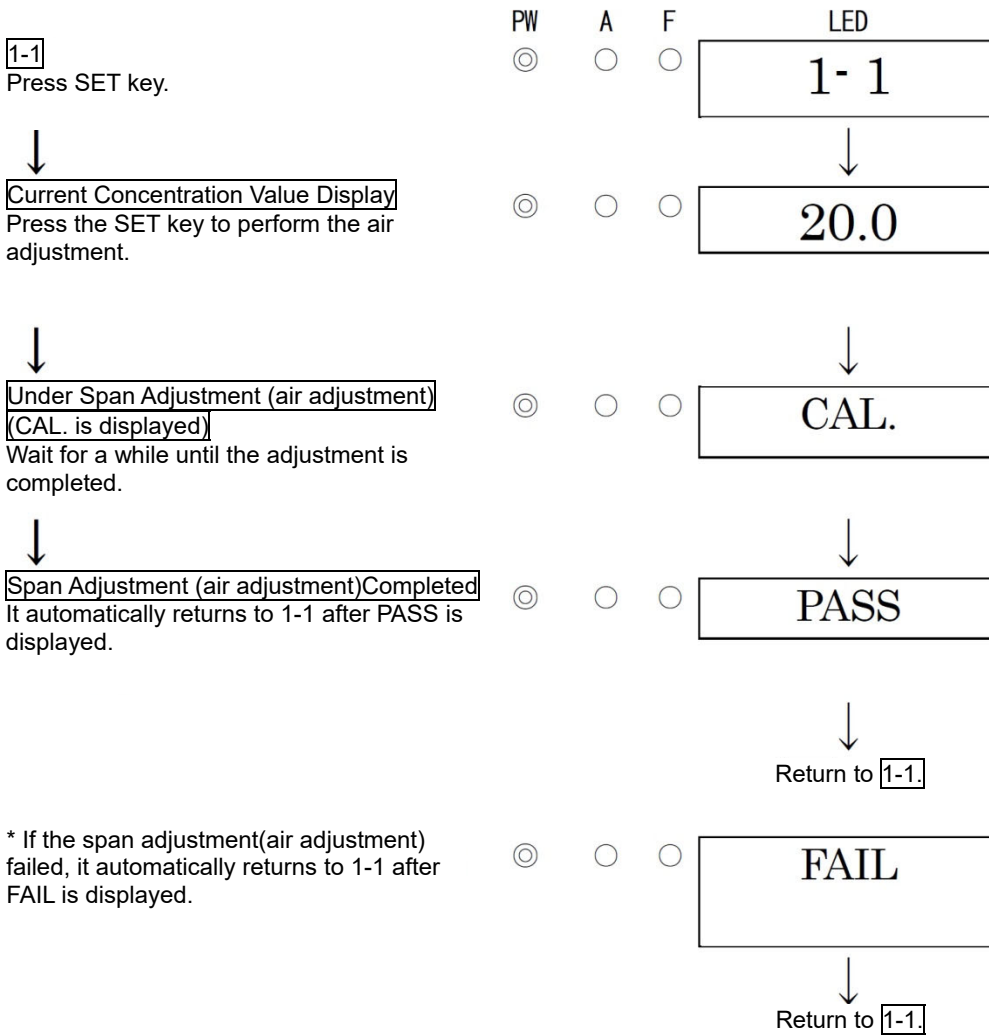 PW A F LED
1-1
Press SET key.
1- 1
Current Concentration Value Display
Press the SET key to perform the air
adjustment.
20.0
Under Span Adjustment (air adjustment)
(CAL. is displayed)
Wait for a while until the adjustment is
completed.
CAL.
Span Adjustment (air adjustment)Completed
It automatically returns to 1-1 after PASS is
displayed.
PASS
Return to 1-1.
* If the span adjustment(air adjustment)
failed, it automatically returns to 1-1 after
FAIL is displayed.
FAIL
Return to 1-1.